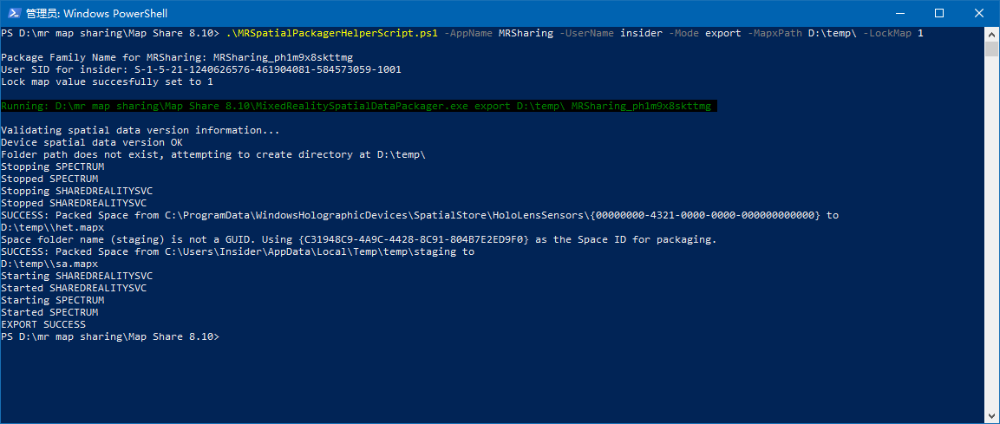 管理员: Windows PowerShell
PS D:\mr map sharing\Map Share 8.10> .\MRSpatialPackagerHelperScript.ps1 -AppName MRSharing -UserName insider -Mode export -MapxPath D:\temp\ -LockMap 1
Package Family Name for MRSharing: MRSharing_ph1m9x8skttmg
User SID for insider: S-1-5-21-1240626576-461904081-584573059-1001
Lock map value succesfully set to 1
Running: D:\mr map sharing\Map Share 8.10\MixedRealitySpatialDataPackager.exe export D:\temp\ MRSharing_ph1m9x8skttmg
Validating spatial data version information...
Device spatial data version OK
Folder path does not exist, attempting to create directory at D:\temp\
Stopping SPECTRUM
Stopped SPECTRUM
Stopping SHAREDREALITYSVC
Stopped SHAREDREALITYSVC
SUCCESS: Packed Space from C:\ProgramData\WindowsHolographicDevices\SpatialStore\HoloLensSensors\{00000000-4321-0000-0000-000000000000} to
D:\temp\\het.mapx
Space folder name (staging) is not a GUID. Using {C31948C9-4A9C-4428-8C91-804B7E2ED9F0} as the Space ID for packaging.
SUCCESS: Packed Space from C:\Users\Insider\AppData\Local\Temp\temp\staging to
D:\temp\\sa.mapx
Starting SHAREDREALITYSVC
Started SHAREDREALITYSVC
Starting SPECTRUM
Started SPECTRUM
EXPORT SUCCESS
PS D:\mr map sharing\Map Share 8.10>